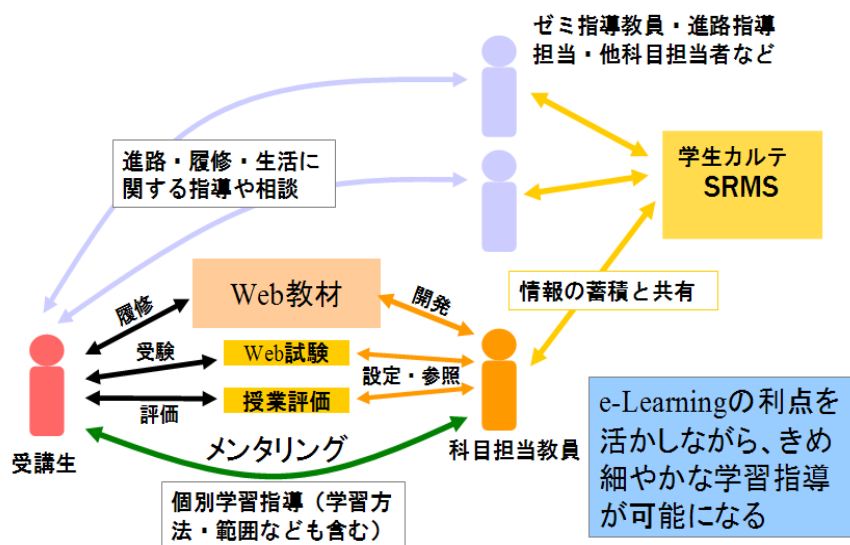 ゼミ指導教員・進路指導
担当・他科目担当者など
進路・履修・生活に
関する指導や相談
学生カルテ
SRMS
情報の蓄積と共有
Web教材
履修
開発
受験
Web試験
設定・参照
授業評価
評価
メンタリング
受講生
科目担当教員
個別学習指導（学習方
法・範囲なども含む）
e-Learningの利点を
活かしながら、きめ
細やかな学習指導
が可能になる